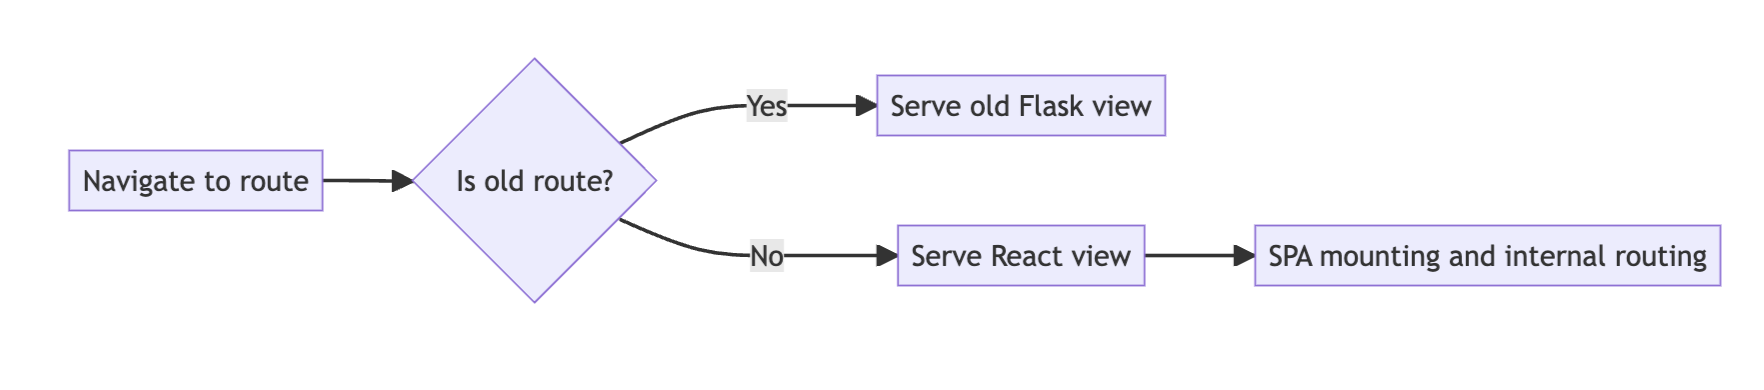 Navigate to route
Is old route?
Yes
Serve old Flask view
No
Serve React view
SPA mounting and internal routing